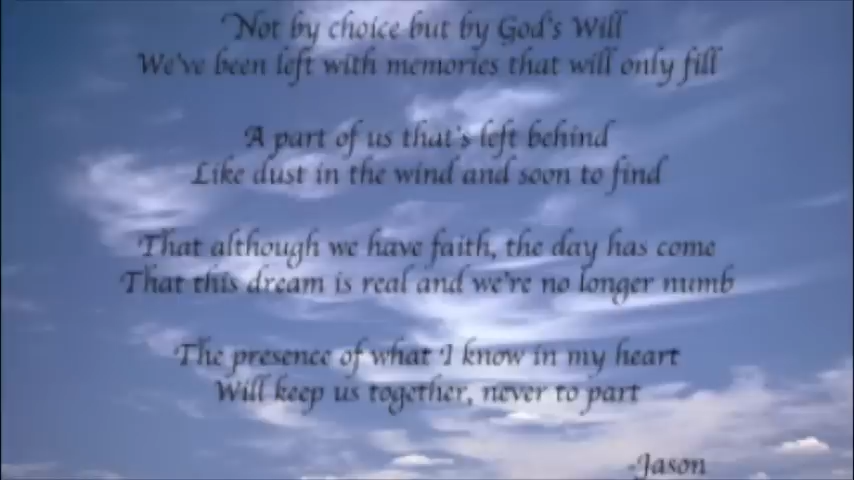 Not by choice but by God's Will
We've been left with memories that will only fill
A part of us that's left behind
Like dust in the wind and soon to find
That although we have faith, the day has come
That this dream is real and we're no longer numb
The presence of what I know in my heart
Will keep us together, never to part
-Jason